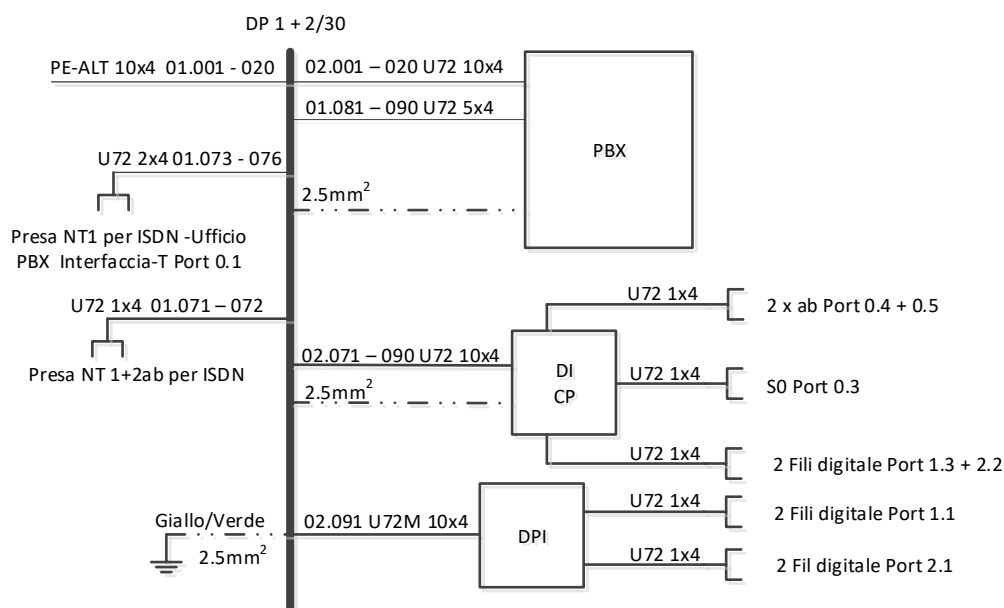 DP 1 + 2/30
PE-ALT 10x4 01.001 - 020
02.001 – 020 U72 10x4
01.081 – 090 U72 5x4
PBX
U72 2x4 01.073 - 076
2.5mm²
Presa NT1 per ISDN -Ufficio
PBX Interfaccia-T Port 0.1
U72 1x4 01.071 – 072
Presa NT 1+2ab per ISDN
U72 1x4
2 x ab Port 0.4 + 0.5
02.071 – 090 U72 10x4
DI
CP
U72 1x4
S0 Port 0.3
2.5mm²
U72 1x4
2 Fili digitale Port 1.3 + 2.2
U72 1x4
2 Fili digitale Port 1.1
Giallo/Verde
02.091 U72M 10x4
DPI
2.5mm²
U72 1x4
2 Fil digitale Port 2.1